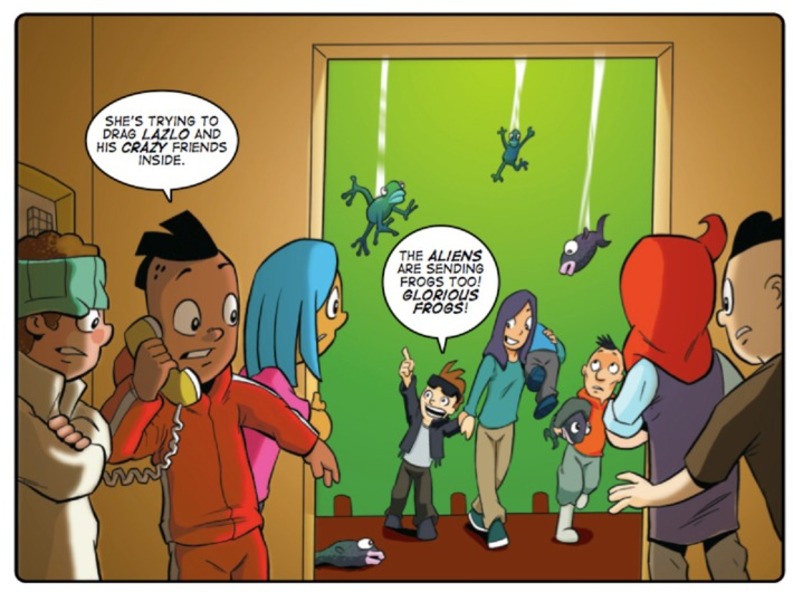 SHE'S TRYING TO
DRAG LAZLO AND
HIS CRAZY FRIENDS
INSIDE.
THE ALIENS
ARE SENDING
FROGS TOO!
GLORIOUS
FROGS!